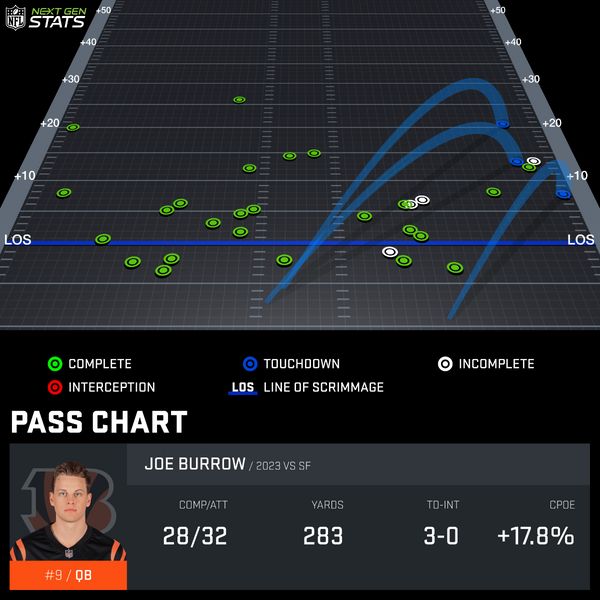 NFL NEXT GEN STATS
+50 +50
+40 +40
+30 +30
+20 +20
+10 +10
LOS LOS
COMPLETE TOUCHDOWN INCOMPLETE
INTERCEPTION LOS LINE OF SCRIMMAGE
PASS CHART
JOE BURROW / 2023 VS SF
COMP/ATT YARDS TD-INT CPOE
28/32 283 3-0 +17.8%
#9 / QB